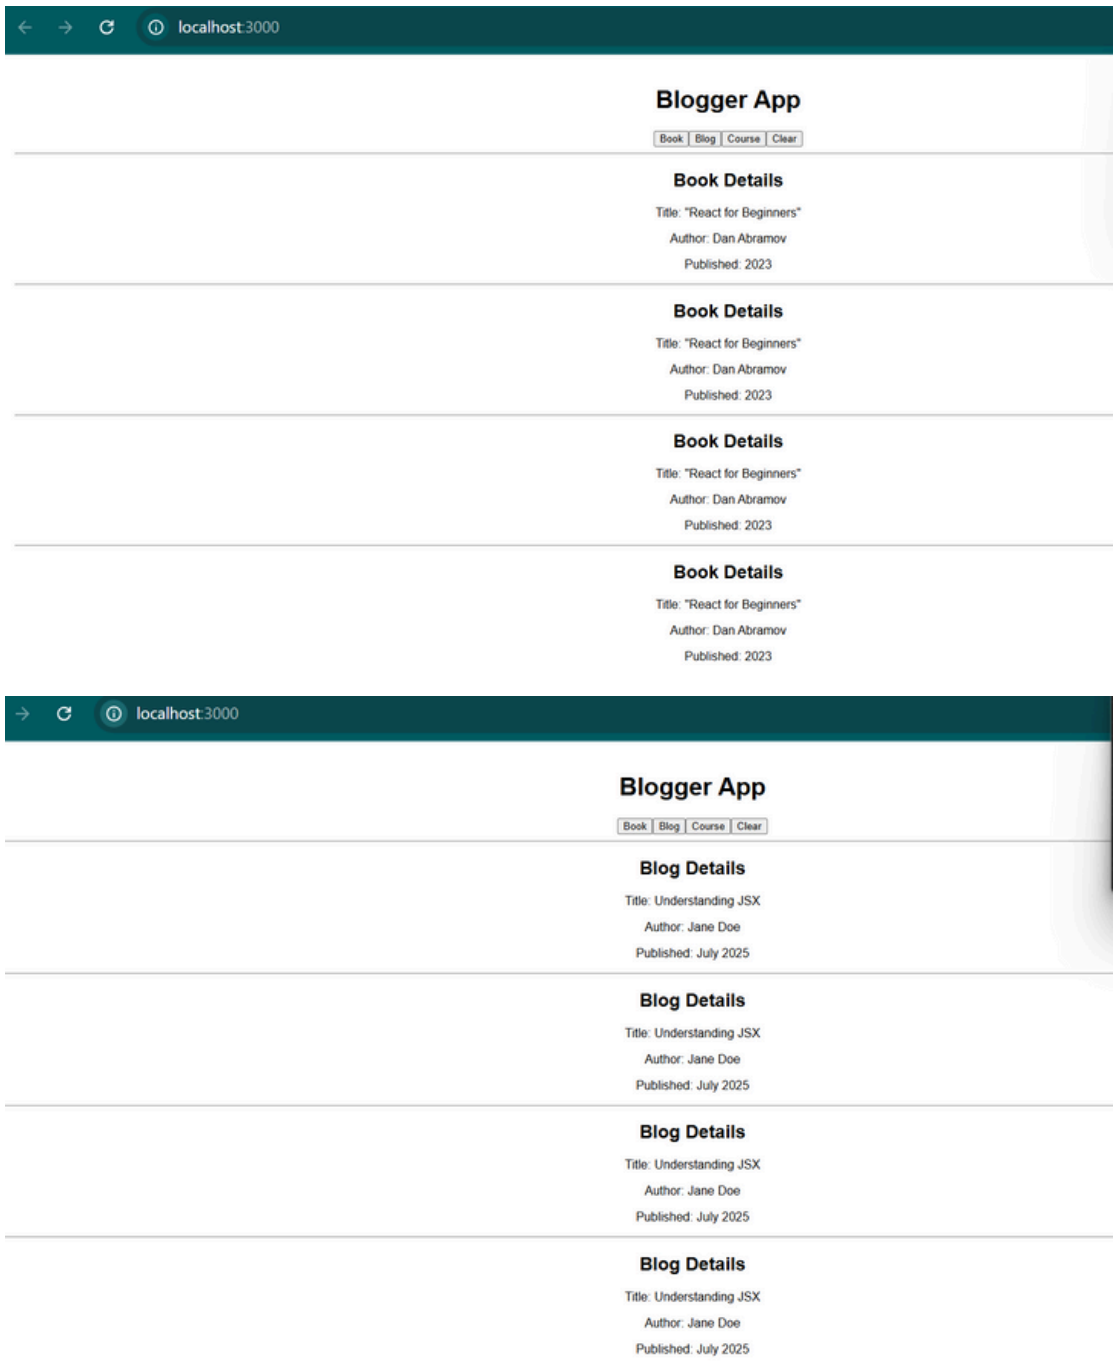 localhost:3000
Blogger App
Book Blog Course Clear
Book Details
Title: "React for Beginners"
Author: Dan Abramov
Published: 2023
Book Details
Title: "React for Beginners"
Author: Dan Abramov
Published: 2023
Book Details
Title: "React for Beginners"
Author: Dan Abramov
Published: 2023
Book Details
Title: "React for Beginners"
Author: Dan Abramov
Published: 2023
localhost:3000
Blogger App
Book Blog Course Clear
Blog Details
Title: Understanding JSX
Author: Jane Doe
Published: July 2025
Blog Details
Title: Understanding JSX
Author: Jane Doe
Published: July 2025
Blog Details
Title: Understanding JSX
Author: Jane Doe
Published: July 2025
Blog Details
Title: Understanding JSX
Author: Jane Doe
Published: July 2025